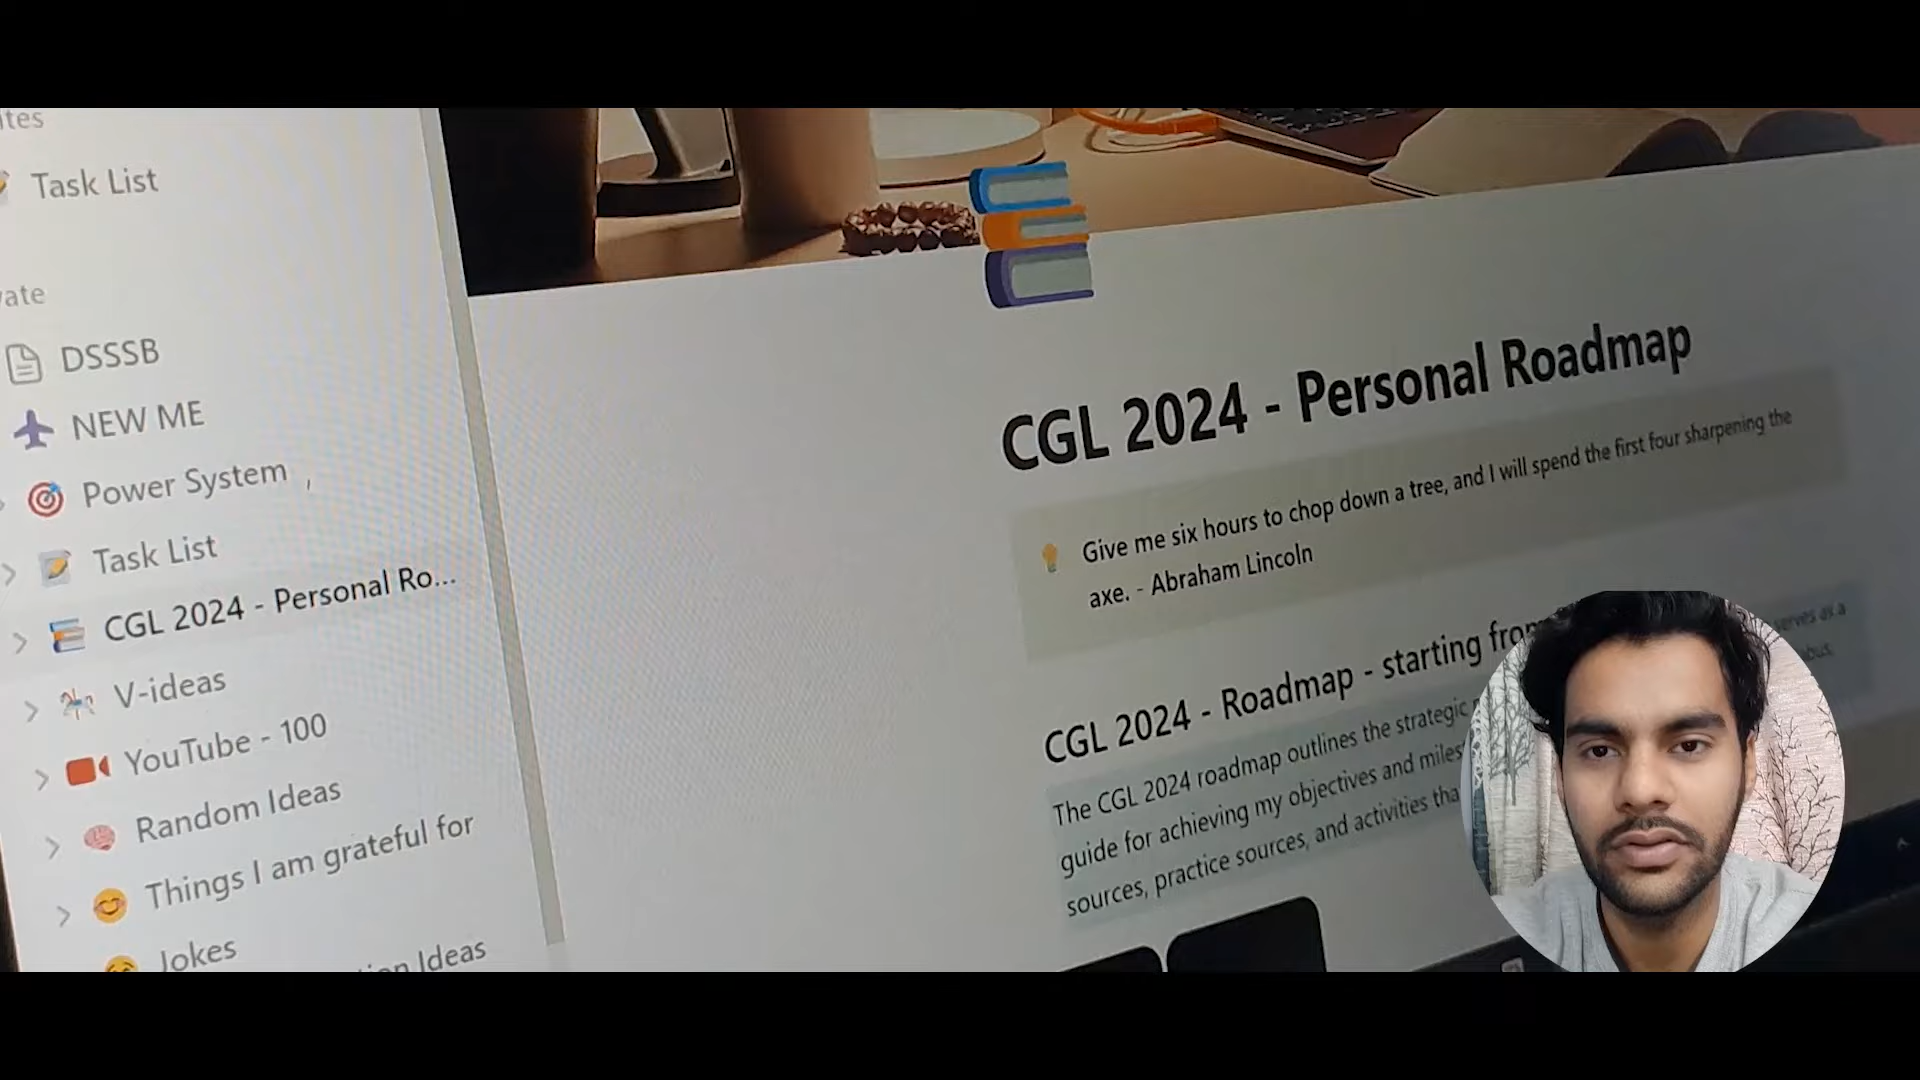 Task List
DSSSB
NEW ME
Power System
Task List
CGL 2024 - Personal Ro...
V-ideas
YouTube - 100
Random Ideas
Things I am grateful for
Jokes
Ideas
CGL 2024 - Personal Roadmap
Give me six hours to chop down a tree, and I will spend the first four sharpening the
axe. - Abraham Lincoln
CGL 2024 - Roadmap - starting from
The CGL 2024 roadmap outlines the strategic serves as a
guide for achieving my objectives and
sources, practice sources, and activities